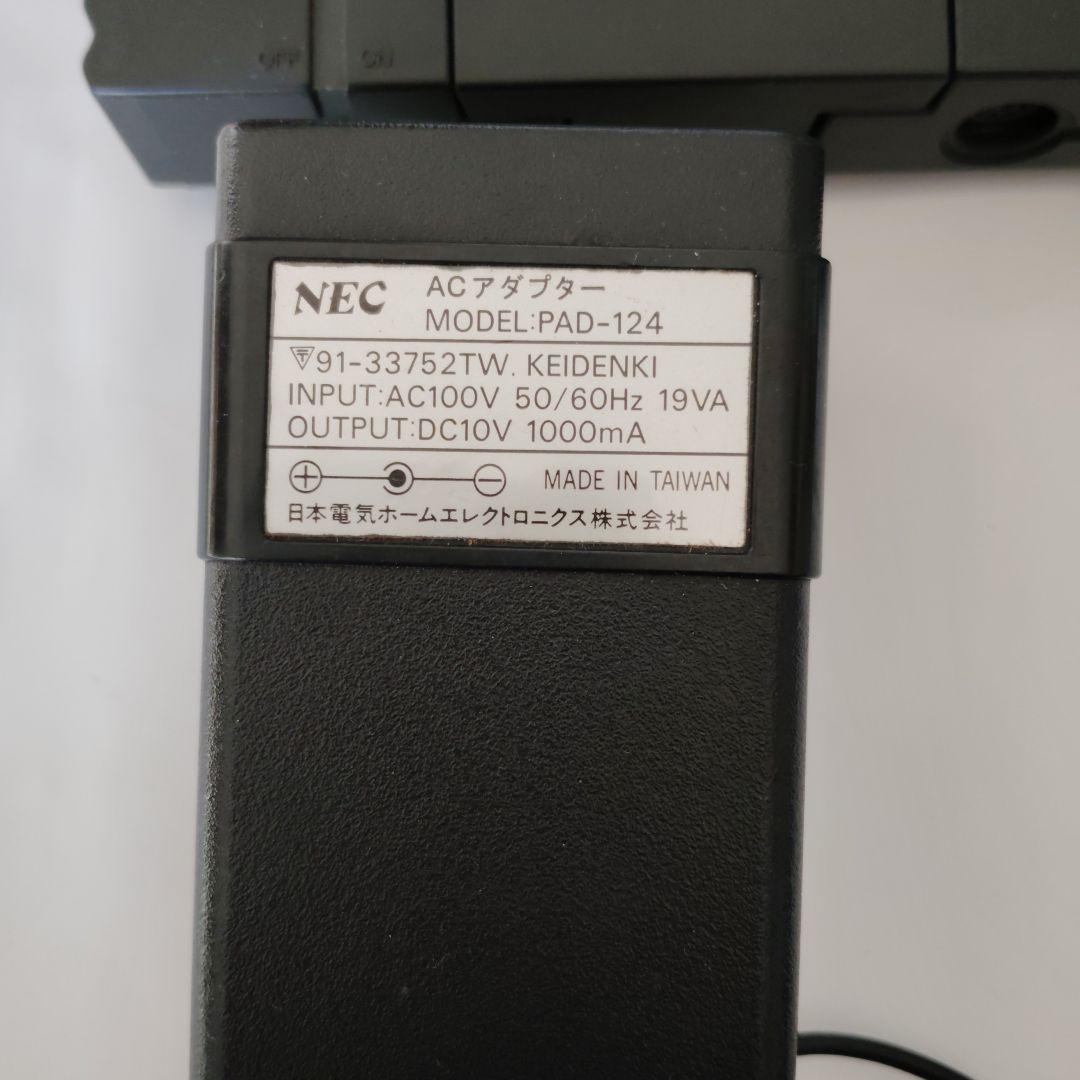 OFF ON
NEC ACアダプター
MODEL:PAD-124
〒91-33752TW. KEIDENKI
INPUT:AC100V 50/60Hz 19VA
OUTPUT:DC10V 1000mA
+ − MADE IN TAIWAN
日本電気ホームエレクトロニクス株式会社